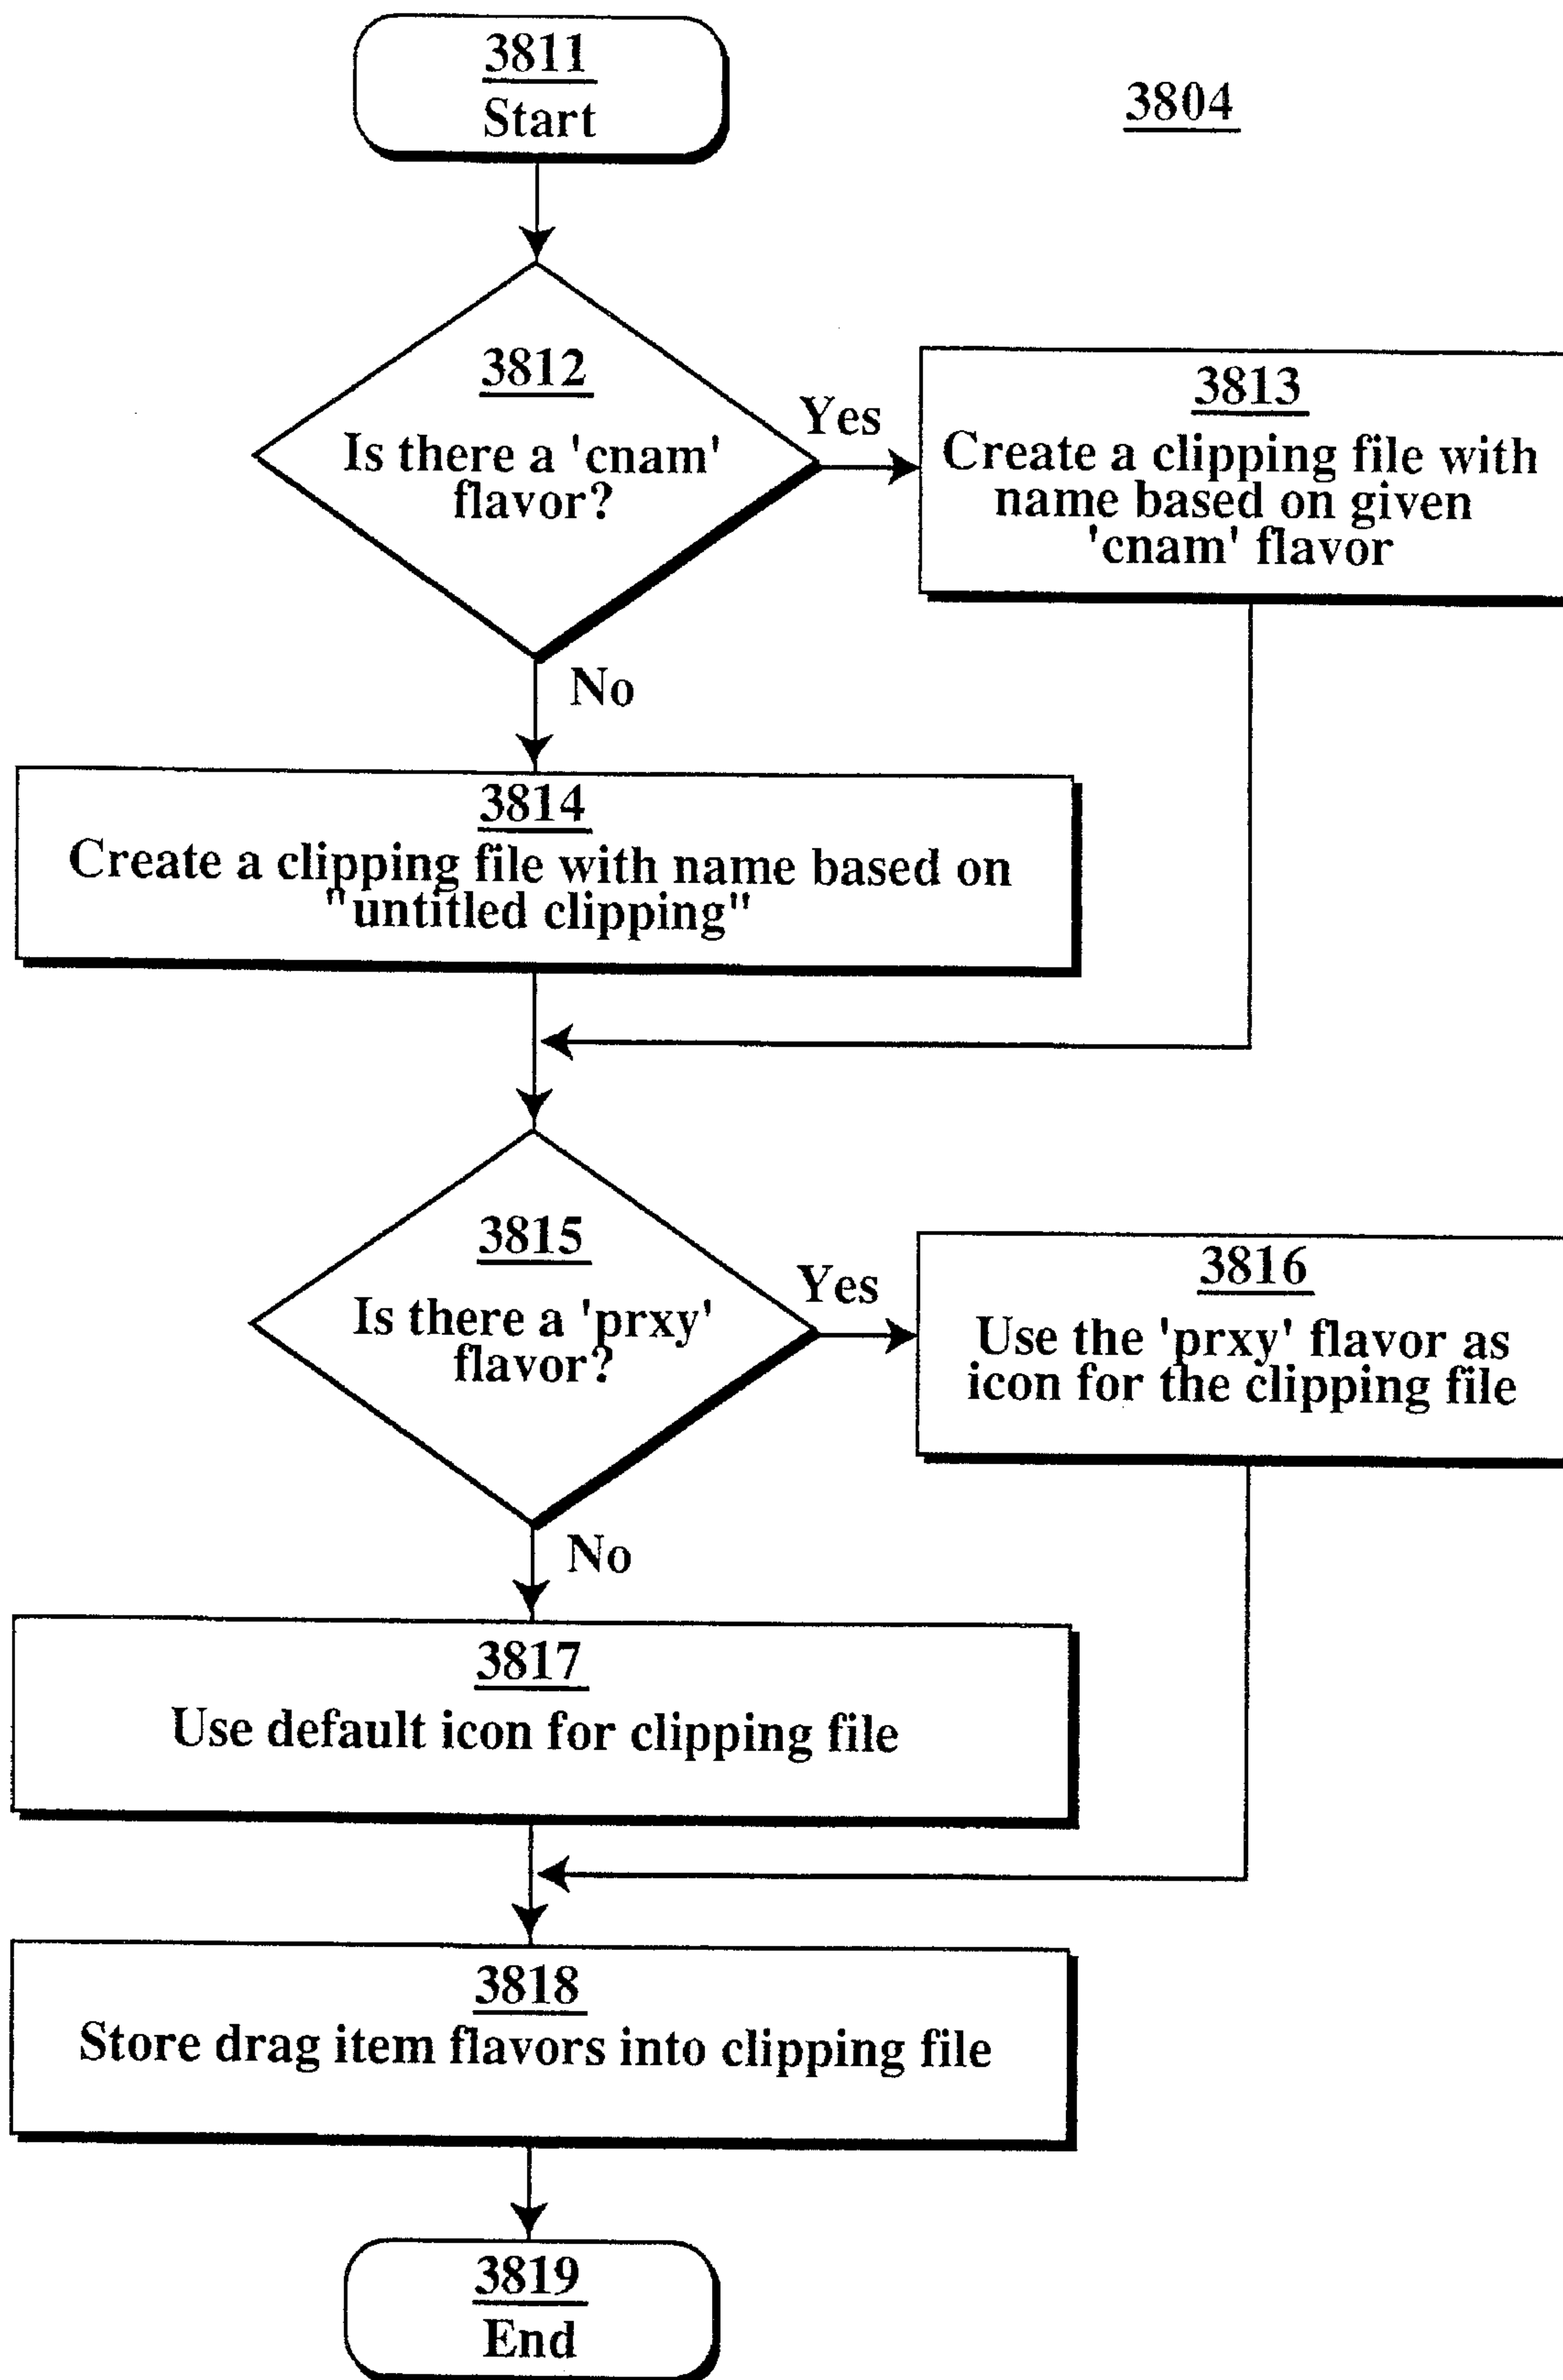 3811
Start
3804
3812
Is there a 'cnam'
flavor?
Yes
3813
Create a clipping file with
name based on given
'cnam' flavor
No
3814
Create a clipping file with name based on
"untitled clipping"
3815
Is there a 'prxy'
flavor?
Yes
3816
Use the 'prxy' flavor as
icon for the clipping file
No
3817
Use default icon for clipping file
3818
Store drag item flavors into clipping file
3819
End